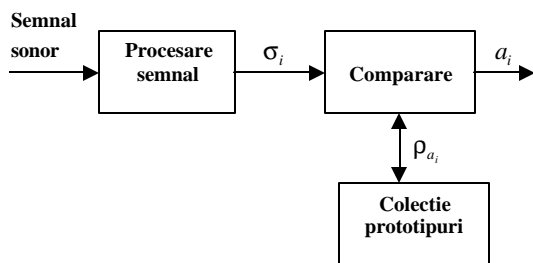 Semnal
sonor
Procesare
semnal
σᵢ
Comparare
aᵢ
ρₐᵢ
Colectie
prototipuri